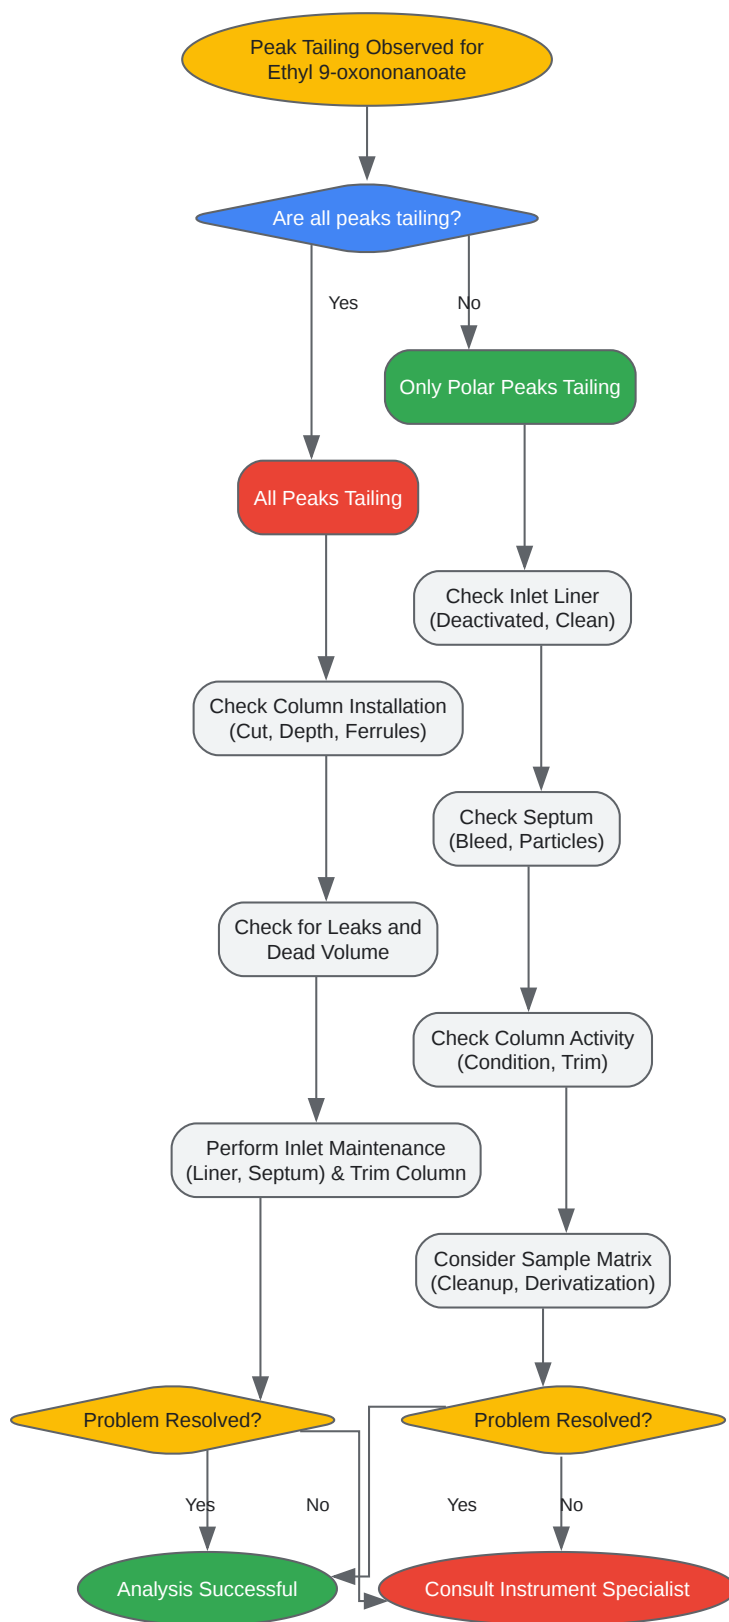 Peak Tailing Observed for
Ethyl 9-oxononanoate
Are all peaks tailing?
Yes
No
Only Polar Peaks Tailing
All Peaks Tailing
Check Inlet Liner
(Deactivated, Clean)
Check Column Installation
(Cut, Depth, Ferrules)
Check Septum
(Bleed, Particles)
Check for Leaks and
Dead Volume
Check Column Activity
(Condition, Trim)
Perform Inlet Maintenance
(Liner, Septum) & Trim Column
Consider Sample Matrix
(Cleanup, Derivatization)
Problem Resolved?
Problem Resolved?
Yes
No
Yes
No
Analysis Successful
Consult Instrument Specialist